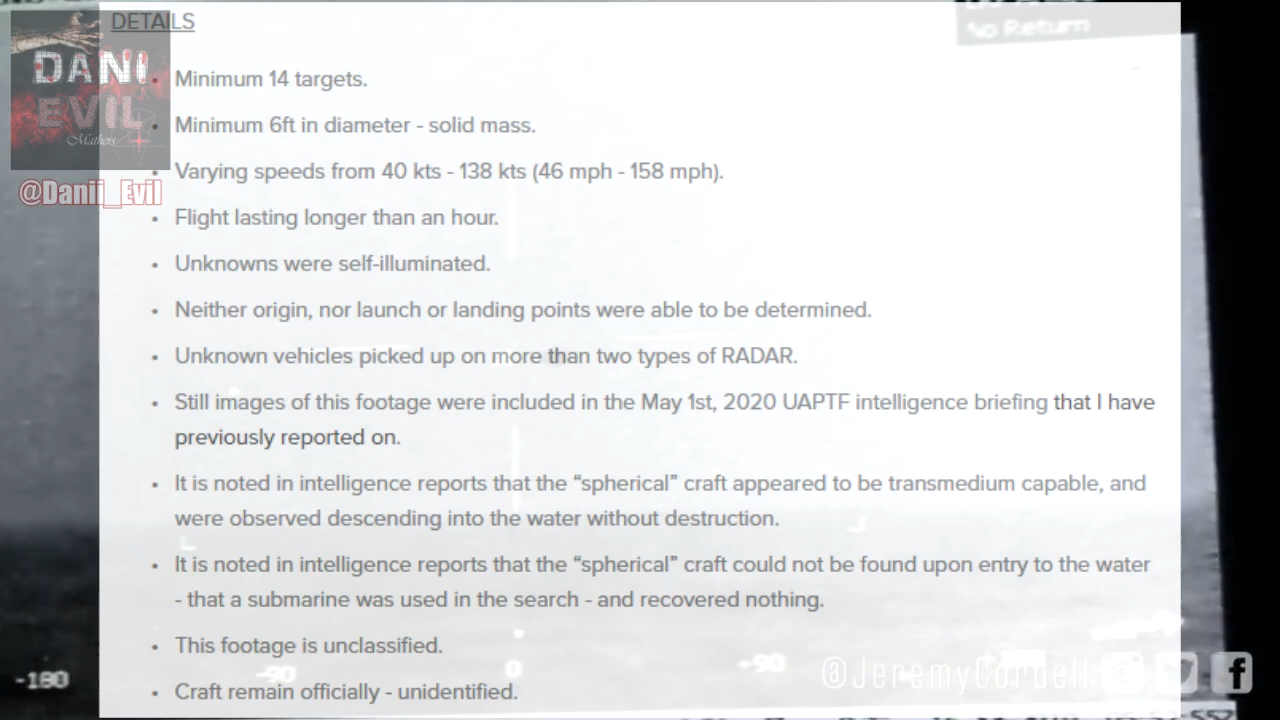 DETAILS
No Return
DANI
EVIL
Mathers
@Danii_Evil
• Minimum 14 targets.
• Minimum 6ft in diameter - solid mass.
• Varying speeds from 40 kts - 138 kts (46 mph - 158 mph).
• Flight lasting longer than an hour.
• Unknowns were self-illuminated.
• Neither origin, nor launch or landing points were able to be determined.
• Unknown vehicles picked up on more than two types of RADAR.
• Still images of this footage were included in the May 1st, 2020 UAPTF intelligence briefing that I have
previously reported on.
• It is noted in intelligence reports that the “spherical” craft appeared to be transmedium capable, and
were observed descending into the water without destruction.
• It is noted in intelligence reports that the “spherical” craft could not be found upon entry to the water
- that a submarine was used in the search - and recovered nothing.
• This footage is unclassified.
• Craft remain officially - unidentified.
-180
-90
0
-90
@JeremyCorbell